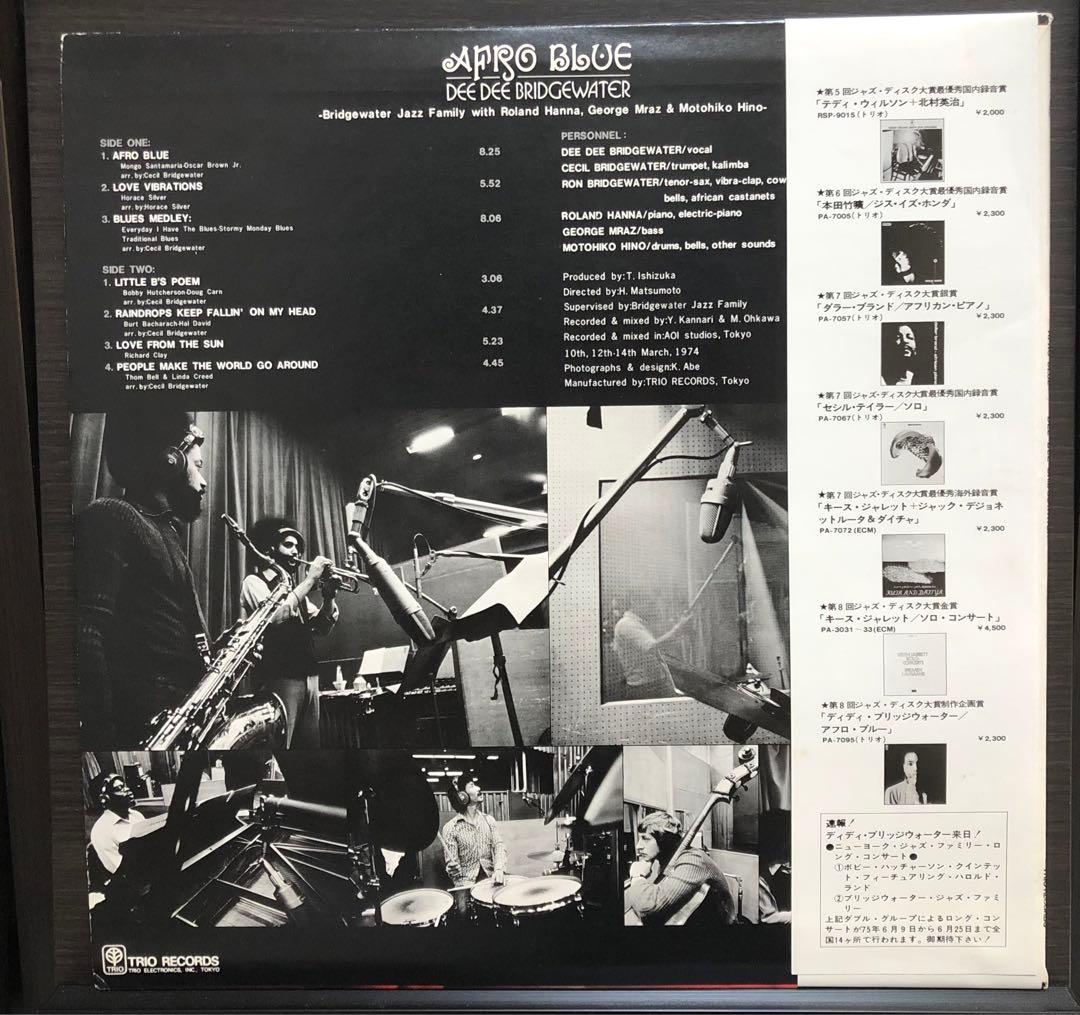 AFRO BLUE
DEE DEE BRIDGEWATER
-Bridgewater Jazz Family with Roland Hanna, George Mraz & Motohiko Hino-
SIDE ONE:
1. AFRO BLUE 8.25
Mongo Santamaria-Oscar Brown Jr.
arr. by:Cecil Bridgewater
2. LOVE VIBRATIONS 5.52
Horace Silver
arr. by:Horace Silver
3. BLUES MEDLEY: 8.06
Everyday I Have The Blues-Stormy Monday Blues
Traditional Blues
arr. by:Cecil Bridgewater
SIDE TWO:
1. LITTLE B'S POEM 3.06
Bobby Hutcherson-Doug Carn
arr. by:Cecil Bridgewater
2. RAINDROPS KEEP FALLIN' ON MY HEAD 4.37
Burt Bacharach-Hal David
arr. by:Cecil Bridgewater
3. LOVE FROM THE SUN 5.23
Richard Clay
4. PEOPLE MAKE THE WORLD GO AROUND 4.45
Thom Bell & Linda Creed
arr. by:Cecil Bridgewater
PERSONNEL:
DEE DEE BRIDGEWATER/vocal
CECIL BRIDGEWATER/trumpet, kalimba
RON BRIDGEWATER/tenor-sax, vibra-clap, cow
bells, african castanets
ROLAND HANNA/piano, electric-piano
GEORGE MRAZ/bass
MOTOHIKO HINO/drums, bells, other sounds
Produced by:T. Ishizuka
Directed by:H. Matsumoto
Supervised by:Bridgewater Jazz Family
Recorded & mixed by:Y. Kannari & M. Ohkawa
Recorded & mixed in:AOI studios, Tokyo
10th, 12th-14th March, 1974
Photographs & design:K. Abe
Manufactured by:TRIO RECORDS, Tokyo
TRIO
TRIO RECORDS
TRIO ELECTRONICS, INC., TOKYO
★第5回ジャズ・ディスク大賞最優秀国内録音賞
「テディ・ウィルソン+北村英治」
RSP-9015(トリオ) ¥2,000
★第6回ジャズ・ディスク大賞最優秀国内録音賞
「本田竹曠/ジス・イズ・ホンダ」
PA-7005(トリオ) ¥2,300
★第7回ジャズ・ディスク大賞銀賞
「ダラー・ブランド/アフリカン・ピアノ」
PA-7057(トリオ) ¥2,300
★第7回ジャズ・ディスク大賞最優秀国内録音賞
「セシル・テイラー/ソロ」
PA-7067(トリオ) ¥2,300
★第7回ジャズ・ディスク大賞最優秀海外録音賞
「キース・ジャレット+ジャック・デジョネ
ットルータ&ダイチャ」
PA-7072(ECM) ¥2,300
RUTA AND DAITYA
★第8回ジャズ・ディスク大賞金賞
「キース・ジャレット/ソロ・コンサート」
PA-3031~33(ECM) ¥4,500
KEITH JARRETT
SOLO-
CONCERTS
BREMEN
LAUSANNE
★第8回ジャズ・ディスク大賞制作企画賞
「ディディ・ブリッジウォーター/
アフロ・ブルー」
PA-7095(トリオ) ¥2,300
速報!
ディディ・ブリッジウォーター来日!
●ニューヨーク・ジャズ・ファミリー・ロ
ング・コンサート●
①ボビー・ハッチャーソン・クインテッ
ト・フィーチュアリング・ハロルド・
ランド
②ブリッジウォーター・ジャズ・ファミ
リー
上記ダブル・グループによるロング・コン
サートが75年6月9日から6月25日まで全
国14ヶ所で行われます。御期待下さい!